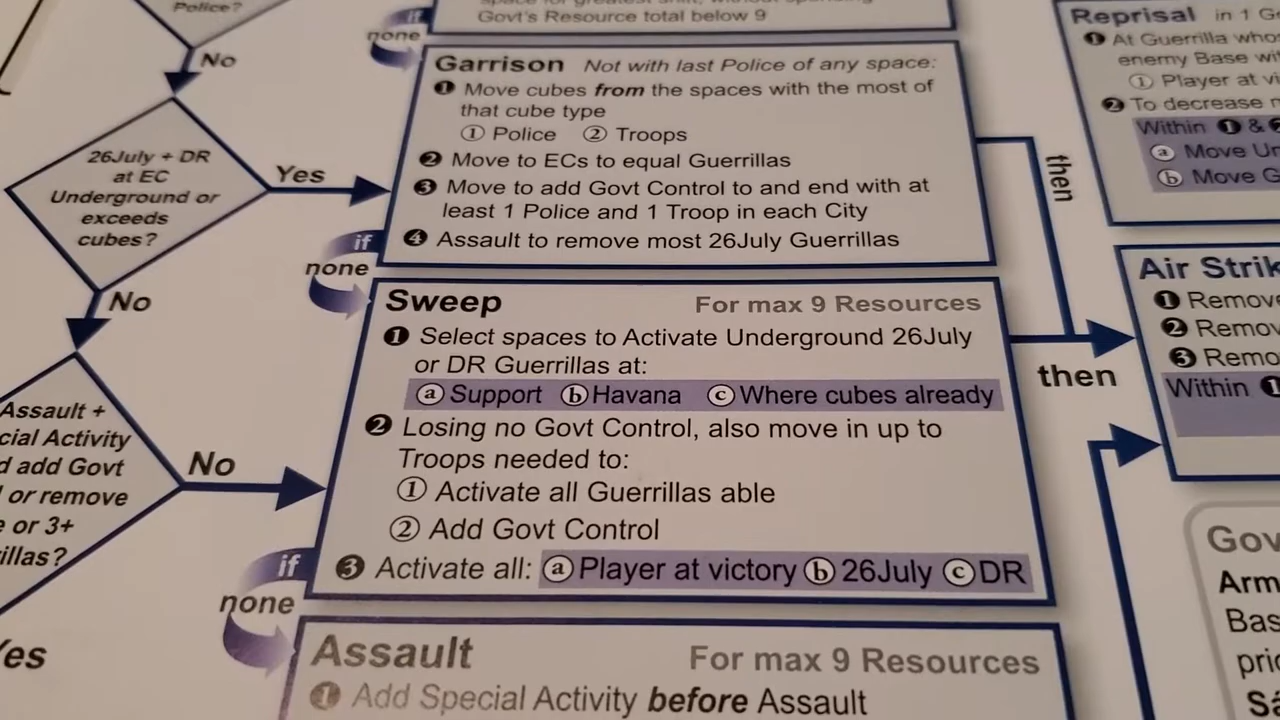 Police?
No
26July + DR
at EC
Underground or
exceeds
cubes?
Yes
No
Assault +
cial Activity
d add Govt
or remove
e or 3+
illas?
No
Yes
Govt's Resource total below 9
if
none
Garrison Not with last Police of any space:
❶ Move cubes from the spaces with the most of
that cube type
① Police ② Troops
❷ Move to ECs to equal Guerrillas
❸ Move to add Govt Control to and end with at
least 1 Police and 1 Troop in each City
❹ Assault to remove most 26July Guerrillas
if
none
Sweep For max 9 Resources
❶ Select spaces to Activate Underground 26July
or DR Guerrillas at:
ⓐ Support ⓑ Havana ⓒ Where cubes already
❷ Losing no Govt Control, also move in up to
Troops needed to:
① Activate all Guerrillas able
② Add Govt Control
❸ Activate all: ⓐ Player at victory ⓑ 26July ⓒ DR
if
none
Assault For max 9 Resources
❶ Add Special Activity before Assault
then
then
Reprisal in 1 G
❶ At Guerrilla who
enemy Base wi
① Player at vi
❷ To decrease
Within ❶ &
ⓐ Move Un
ⓑ Move G
Air Strik
❶ Remove
❷ Remov
❸ Remo
Within
Gov
Arm
Bas
pric
Sa